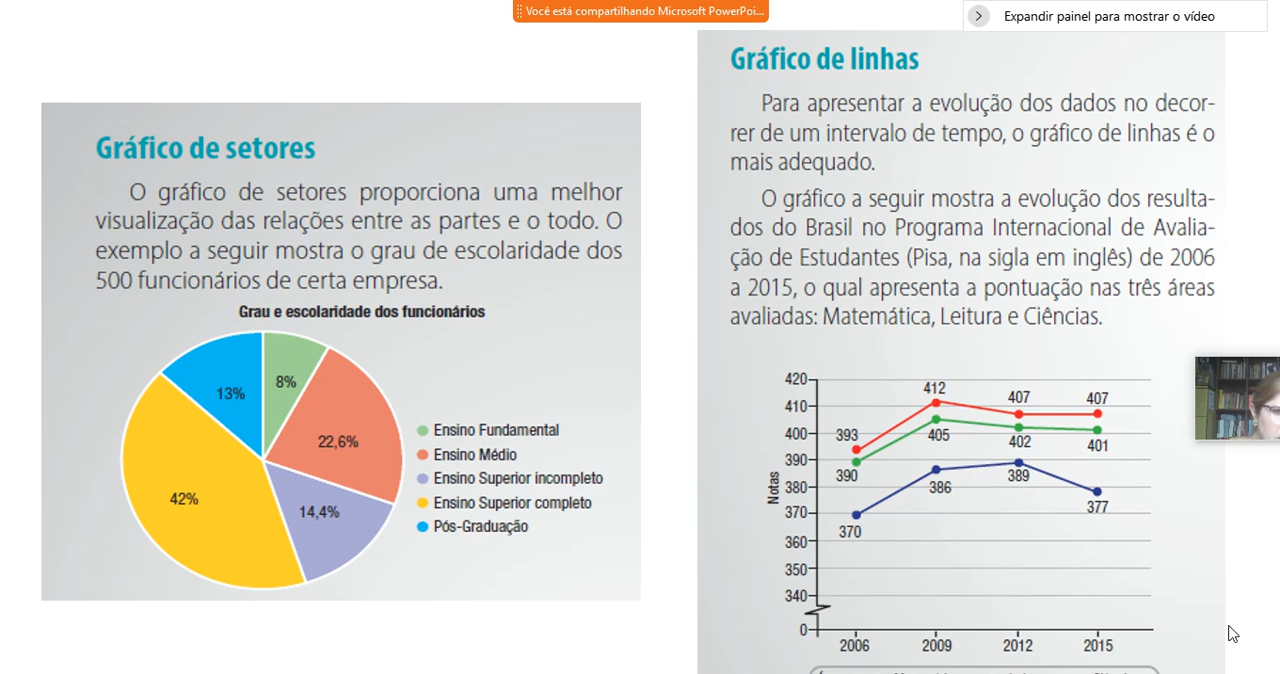 Você está compartilhando Microsoft PowerPoi...
Expandir painel para mostrar o vídeo
Gráfico de setores
O gráfico de setores proporciona uma melhor
visualização das relações entre as partes e o todo. O
exemplo a seguir mostra o grau de escolaridade dos
500 funcionários de certa empresa.
Grau e escolaridade dos funcionários
8%
13%
22,6%
42%
14,4%
Ensino Fundamental
Ensino Médio
Ensino Superior incompleto
Ensino Superior completo
Pós-Graduação
Gráfico de linhas
Para apresentar a evolução dos dados no decor-
rer de um intervalo de tempo, o gráfico de linhas é o
mais adequado.
O gráfico a seguir mostra a evolução dos resulta-
dos do Brasil no Programa Internacional de Avalia-
ção de Estudantes (Pisa, na sigla em inglês) de 2006
a 2015, o qual apresenta a pontuação nas três áreas
avaliadas: Matemática, Leitura e Ciências.
Notas
420
410
400
390
380
370
360
350
340
0
393
412
407
407
390
405
402
401
370
386
389
377
2006 2009 2012 2015